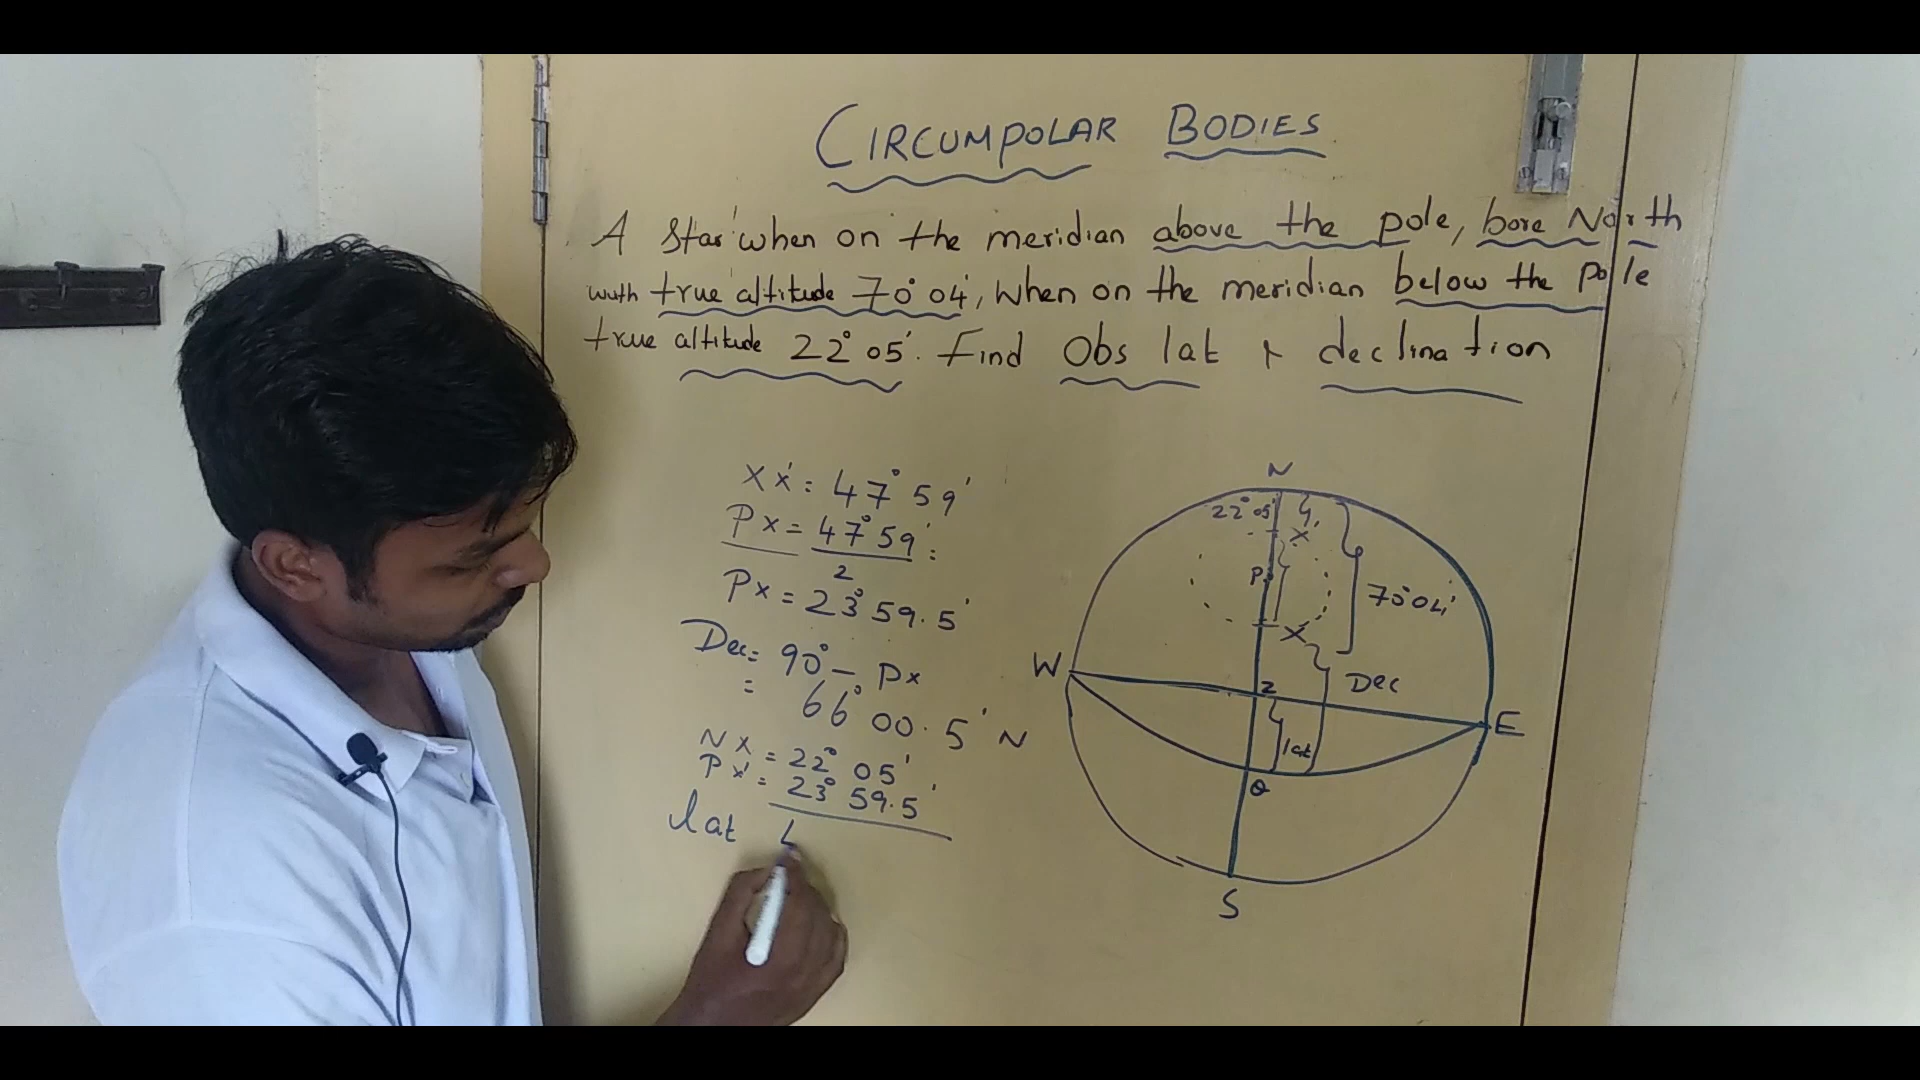 CIRCUMPOLAR BODIES
A star when on the meridian above the pole, bore North
with true altitude 70° 04', when on the meridian below the pole
true altitude 22° 05'. Find Obs lat & declination
XX' = 47° 59'
PX = 47° 59' =
2
PX = 23° 59.5'
Dec = 90° - PX
= 66° 00.5' N
NX = 22° 05'
PX' = 23° 59.5'
lat
N
22° 05'
X
P
70° 04'
X
W
Z
Dec
E
lat
Q
S